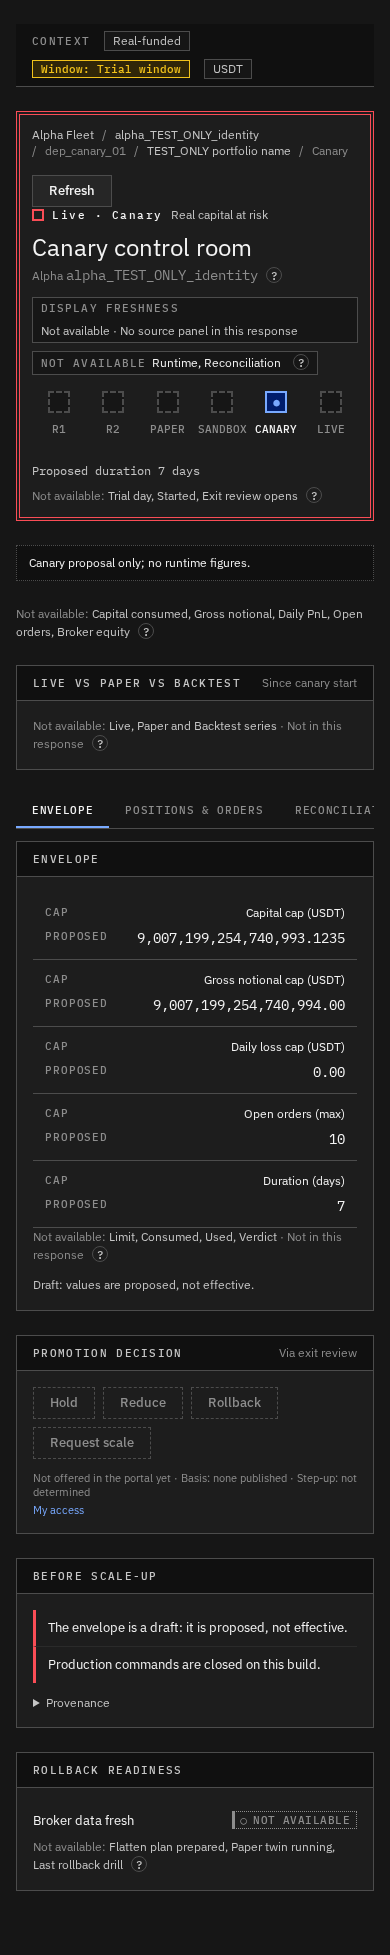 CONTEXT Real-funded
Window: Trial window USDT
Alpha Fleet / alpha_TEST_ONLY_identity
/ dep_canary_01 / TEST_ONLY portfolio name / Canary
Refresh
Live · Canary Real capital at risk
Canary control room
Alpha alpha_TEST_ONLY_identity ?
DISPLAY FRESHNESS
Not available · No source panel in this response
NOT AVAILABLE Runtime, Reconciliation ?
R1 R2 PAPER SANDBOX CANARY LIVE
Proposed duration 7 days
Not available: Trial day, Started, Exit review opens ?
Canary proposal only; no runtime figures.
Not available: Capital consumed, Gross notional, Daily PnL, Open
orders, Broker equity ?
LIVE VS PAPER VS BACKTEST Since canary start
Not available: Live, Paper and Backtest series · Not in this
response ?
ENVELOPE POSITIONS & ORDERS RECONCILIAT
ENVELOPE
CAP Capital cap (USDT)
PROPOSED 9,007,199,254,740,993.1235
CAP Gross notional cap (USDT)
PROPOSED 9,007,199,254,740,994.00
CAP Daily loss cap (USDT)
PROPOSED 0.00
CAP Open orders (max)
PROPOSED 10
CAP Duration (days)
PROPOSED 7
Not available: Limit, Consumed, Used, Verdict · Not in this
response ?
Draft: values are proposed, not effective.
PROMOTION DECISION Via exit review
Hold Reduce Rollback
Request scale
Not offered in the portal yet · Basis: none published · Step-up: not
determined
My access
BEFORE SCALE-UP
The envelope is a draft: it is proposed, not effective.
Production commands are closed on this build.
Provenance
ROLLBACK READINESS
Broker data fresh NOT AVAILABLE
Not available: Flatten plan prepared, Paper twin running,
Last rollback drill ?